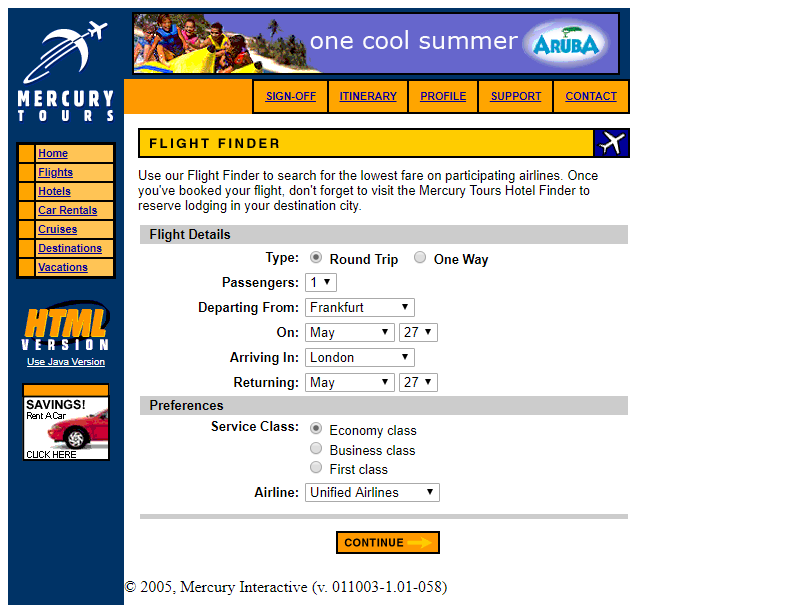 one cool summer ARUBA
MERCURY
TOURS
SIGN-OFF ITINERARY PROFILE SUPPORT CONTACT
Home
Flights
Hotels
Car Rentals
Cruises
Destinations
Vacations
HTML
VERSION
Use Java Version
SAVINGS!
Rent A Car
CLICK HERE
FLIGHT FINDER
Use our Flight Finder to search for the lowest fare on participating airlines. Once
you've booked your flight, don't forget to visit the Mercury Tours Hotel Finder to
reserve lodging in your destination city.
Flight Details
Type: Round Trip One Way
Passengers: 1
Departing From: Frankfurt
On: May 27
Arriving In: London
Returning: May 27
Preferences
Service Class: Economy class
Business class
First class
Airline: Unified Airlines
CONTINUE
© 2005, Mercury Interactive (v. 011003-1.01-058)